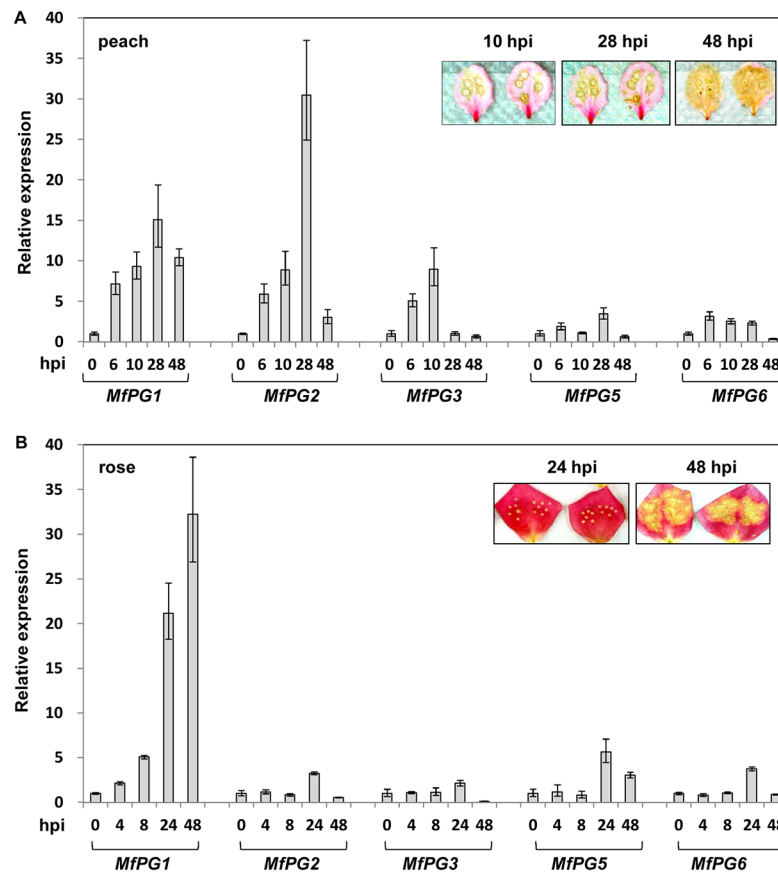 A
40
35
30
25
20
15
10
5
0
Relative expression
peach
10 hpi 28 hpi 48 hpi
hpi 0 6 10 28 48 0 6 10 28 48 0 6 10 28 48 0 6 10 28 48 0 6 10 28 48
MfPG1 MfPG2 MfPG3 MfPG5 MfPG6
B
40
35
30
25
20
15
10
5
0
Relative expression
rose
24 hpi 48 hpi
hpi 0 4 8 24 48 0 4 8 24 48 0 4 8 24 48 0 4 8 24 48 0 4 8 24 48
MfPG1 MfPG2 MfPG3 MfPG5 MfPG6